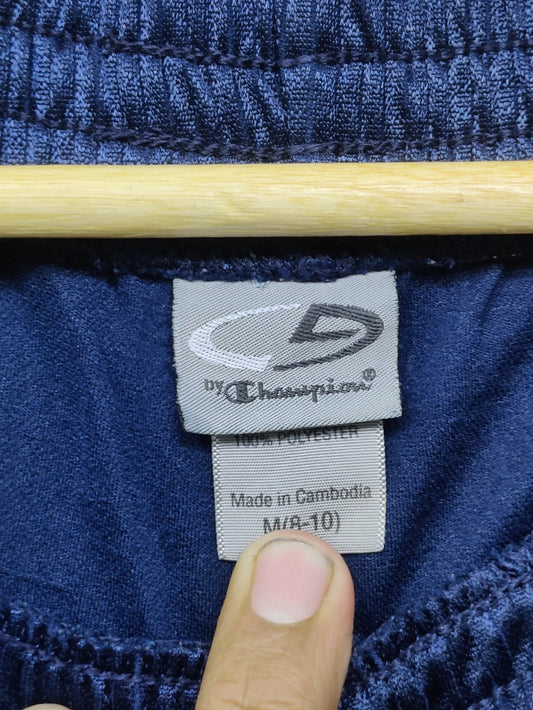 by Champion®
100% POLYESTER
Made in Cambodia
M(8-10)